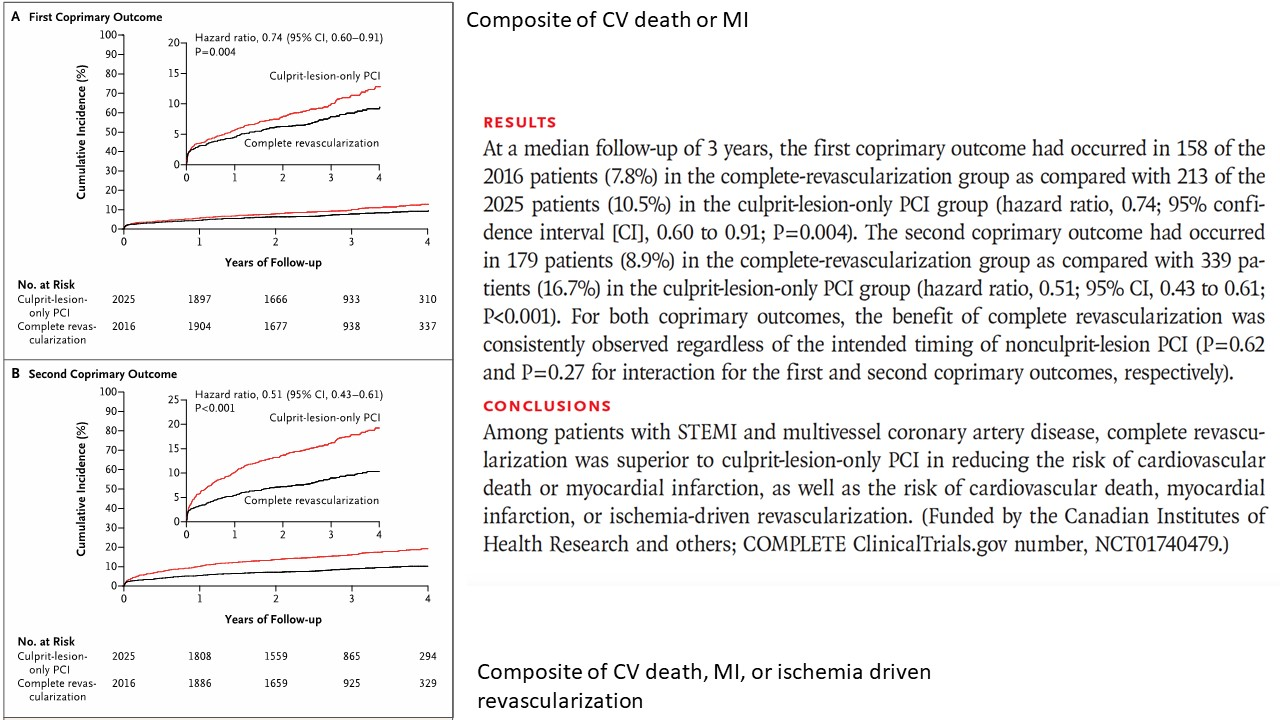 A First Coprimary Outcome
Cumulative Incidence (%)
100
90
80
70
60
50
40
30
20
10
0
0 1 2 3 4
Years of Follow-up
20
15
10
5
0
0 1 2 3 4
Hazard ratio, 0.74 (95% CI, 0.60–0.91)
P=0.004
Culprit-lesion-only PCI
Complete revascularization
No. at Risk
Culprit-lesion-
only PCI
2025 1897 1666 933 310
Complete revas-
cularization
2016 1904 1677 938 337
B Second Coprimary Outcome
Cumulative Incidence (%)
100
90
80
70
60
50
40
30
20
10
0
0 1 2 3 4
Years of Follow-up
25
20
15
10
5
0
0 1 2 3 4
Hazard ratio, 0.51 (95% CI, 0.43–0.61)
P<0.001
Culprit-lesion-only PCI
Complete revascularization
No. at Risk
Culprit-lesion-
only PCI
2025 1808 1559 865 294
Complete revas-
cularization
2016 1886 1659 925 329
Composite of CV death or MI
RESULTS
At a median follow-up of 3 years, the first coprimary outcome had occurred in 158 of the
2016 patients (7.8%) in the complete-revascularization group as compared with 213 of the
2025 patients (10.5%) in the culprit-lesion-only PCI group (hazard ratio, 0.74; 95% confi-
dence interval [CI], 0.60 to 0.91; P=0.004). The second coprimary outcome had occurred
in 179 patients (8.9%) in the complete-revascularization group as compared with 339 pa-
tients (16.7%) in the culprit-lesion-only PCI group (hazard ratio, 0.51; 95% CI, 0.43 to 0.61;
P<0.001). For both coprimary outcomes, the benefit of complete revascularization was
consistently observed regardless of the intended timing of nonculprit-lesion PCI (P=0.62
and P=0.27 for interaction for the first and second coprimary outcomes, respectively).
CONCLUSIONS
Among patients with STEMI and multivessel coronary artery disease, complete revascu-
larization was superior to culprit-lesion-only PCI in reducing the risk of cardiovascular
death or myocardial infarction, as well as the risk of cardiovascular death, myocardial
infarction, or ischemia-driven revascularization. (Funded by the Canadian Institutes of
Health Research and others; COMPLETE ClinicalTrials.gov number, NCT01740479.)
Composite of CV death, MI, or ischemia driven
revascularization